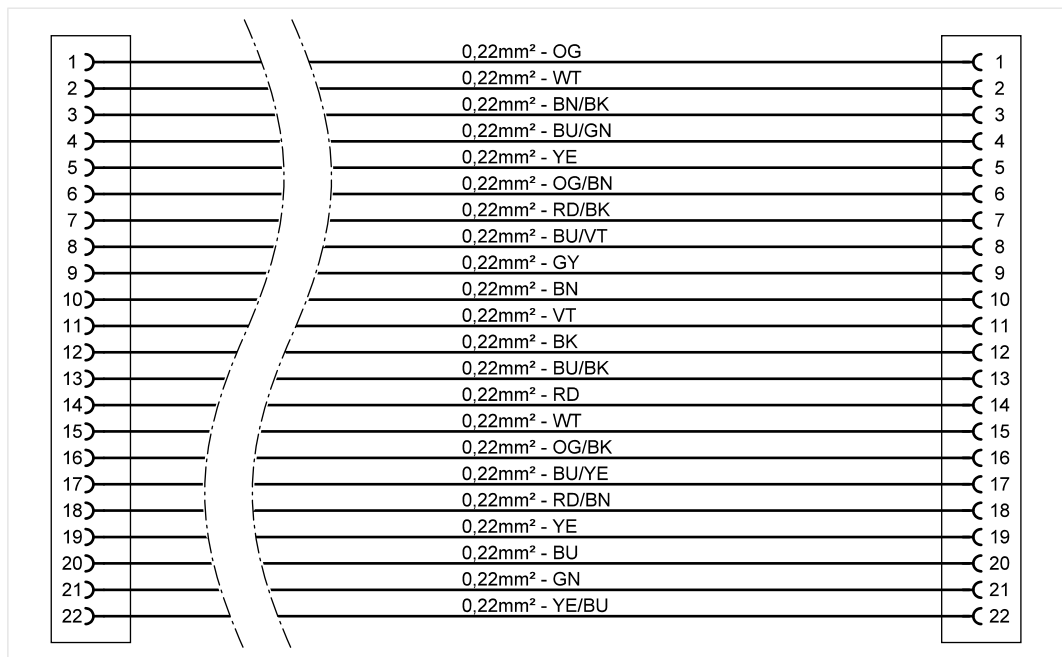 0,22mm² - OG
1 1
0,22mm² - WT
2 2
0,22mm² - BN/BK
3 3
0,22mm² - BU/GN
4 4
0,22mm² - YE
5 5
0,22mm² - OG/BN
6 6
0,22mm² - RD/BK
7 7
0,22mm² - BU/VT
8 8
0,22mm² - GY
9 9
0,22mm² - BN
10 10
0,22mm² - VT
11 11
0,22mm² - BK
12 12
0,22mm² - BU/BK
13 13
0,22mm² - RD
14 14
0,22mm² - WT
15 15
0,22mm² - OG/BK
16 16
0,22mm² - BU/YE
17 17
0,22mm² - RD/BN
18 18
0,22mm² - YE
19 19
0,22mm² - BU
20 20
0,22mm² - GN
21 21
0,22mm² - YE/BU
22 22